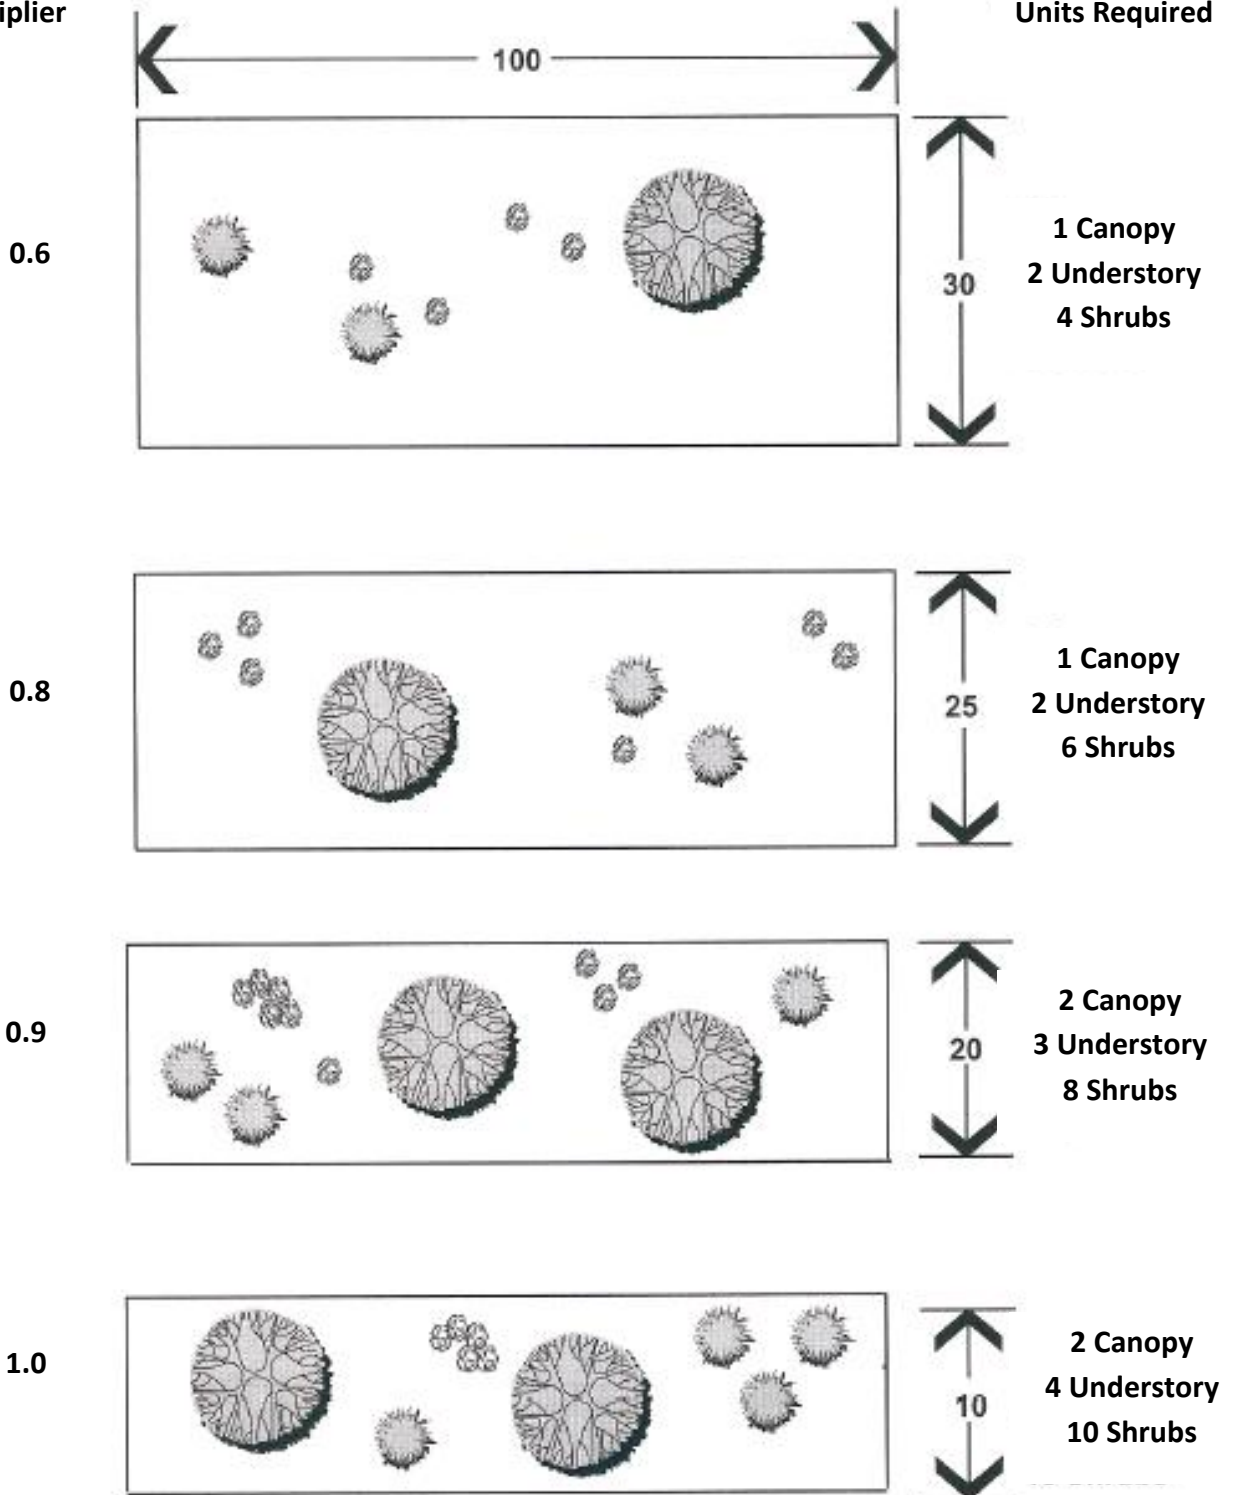 iplier
Units Required
100
0.6
30
1 Canopy
2 Understory
4 Shrubs
0.8
25
1 Canopy
2 Understory
6 Shrubs
0.9
20
2 Canopy
3 Understory
8 Shrubs
1.0
10
2 Canopy
4 Understory
10 Shrubs